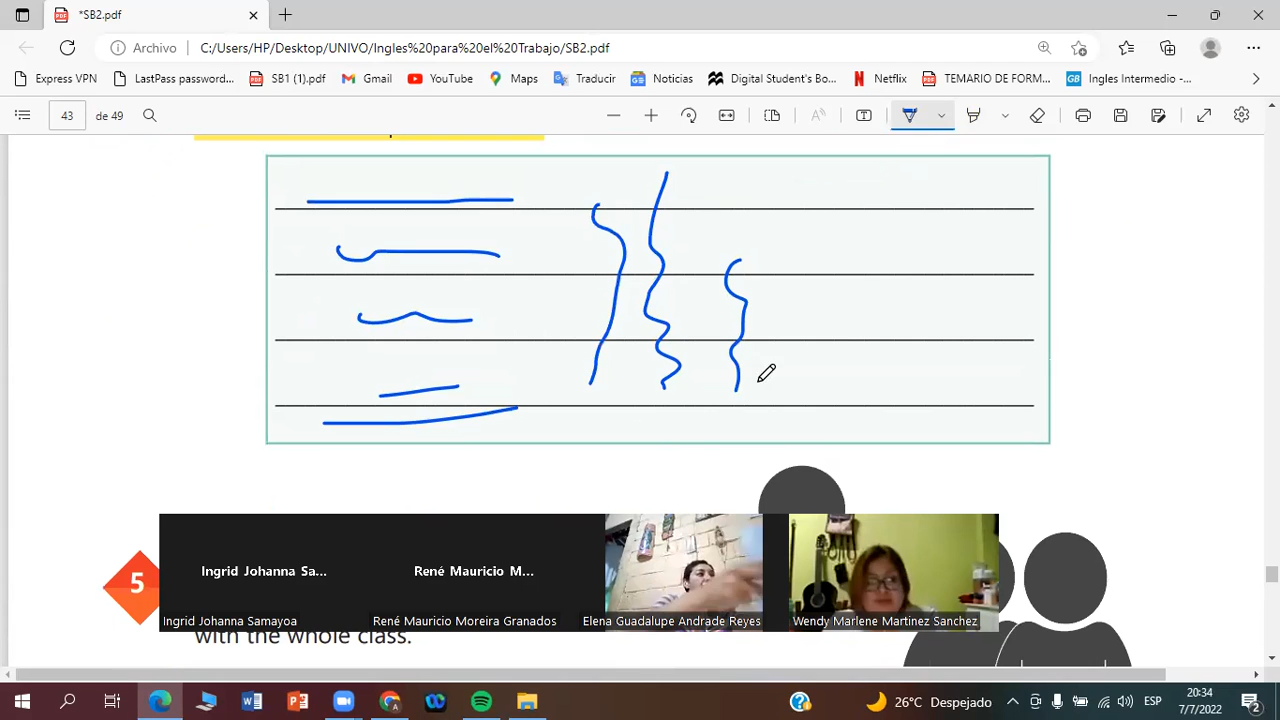 *SB2.pdf
Archivo C:/Users/HP/Desktop/UNIVO/Ingles%20para%20el%20Trabajo/SB2.pdf
Express VPN LastPass password... SB1 (1).pdf Gmail YouTube Maps Traducir Noticias Digital Student's Bo... Netflix TEMARIO DE FORM... Ingles Intermedio -...
43 de 49
5
Ingrid Johanna Sa... René Mauricio M...
Ingrid Johanna Samayoa René Mauricio Moreira Granados Elena Guadalupe Andrade Reyes Wendy Marlene Martinez Sanchez
with the whole class.
26°C Despejado ESP 20:34
7/7/2022 2